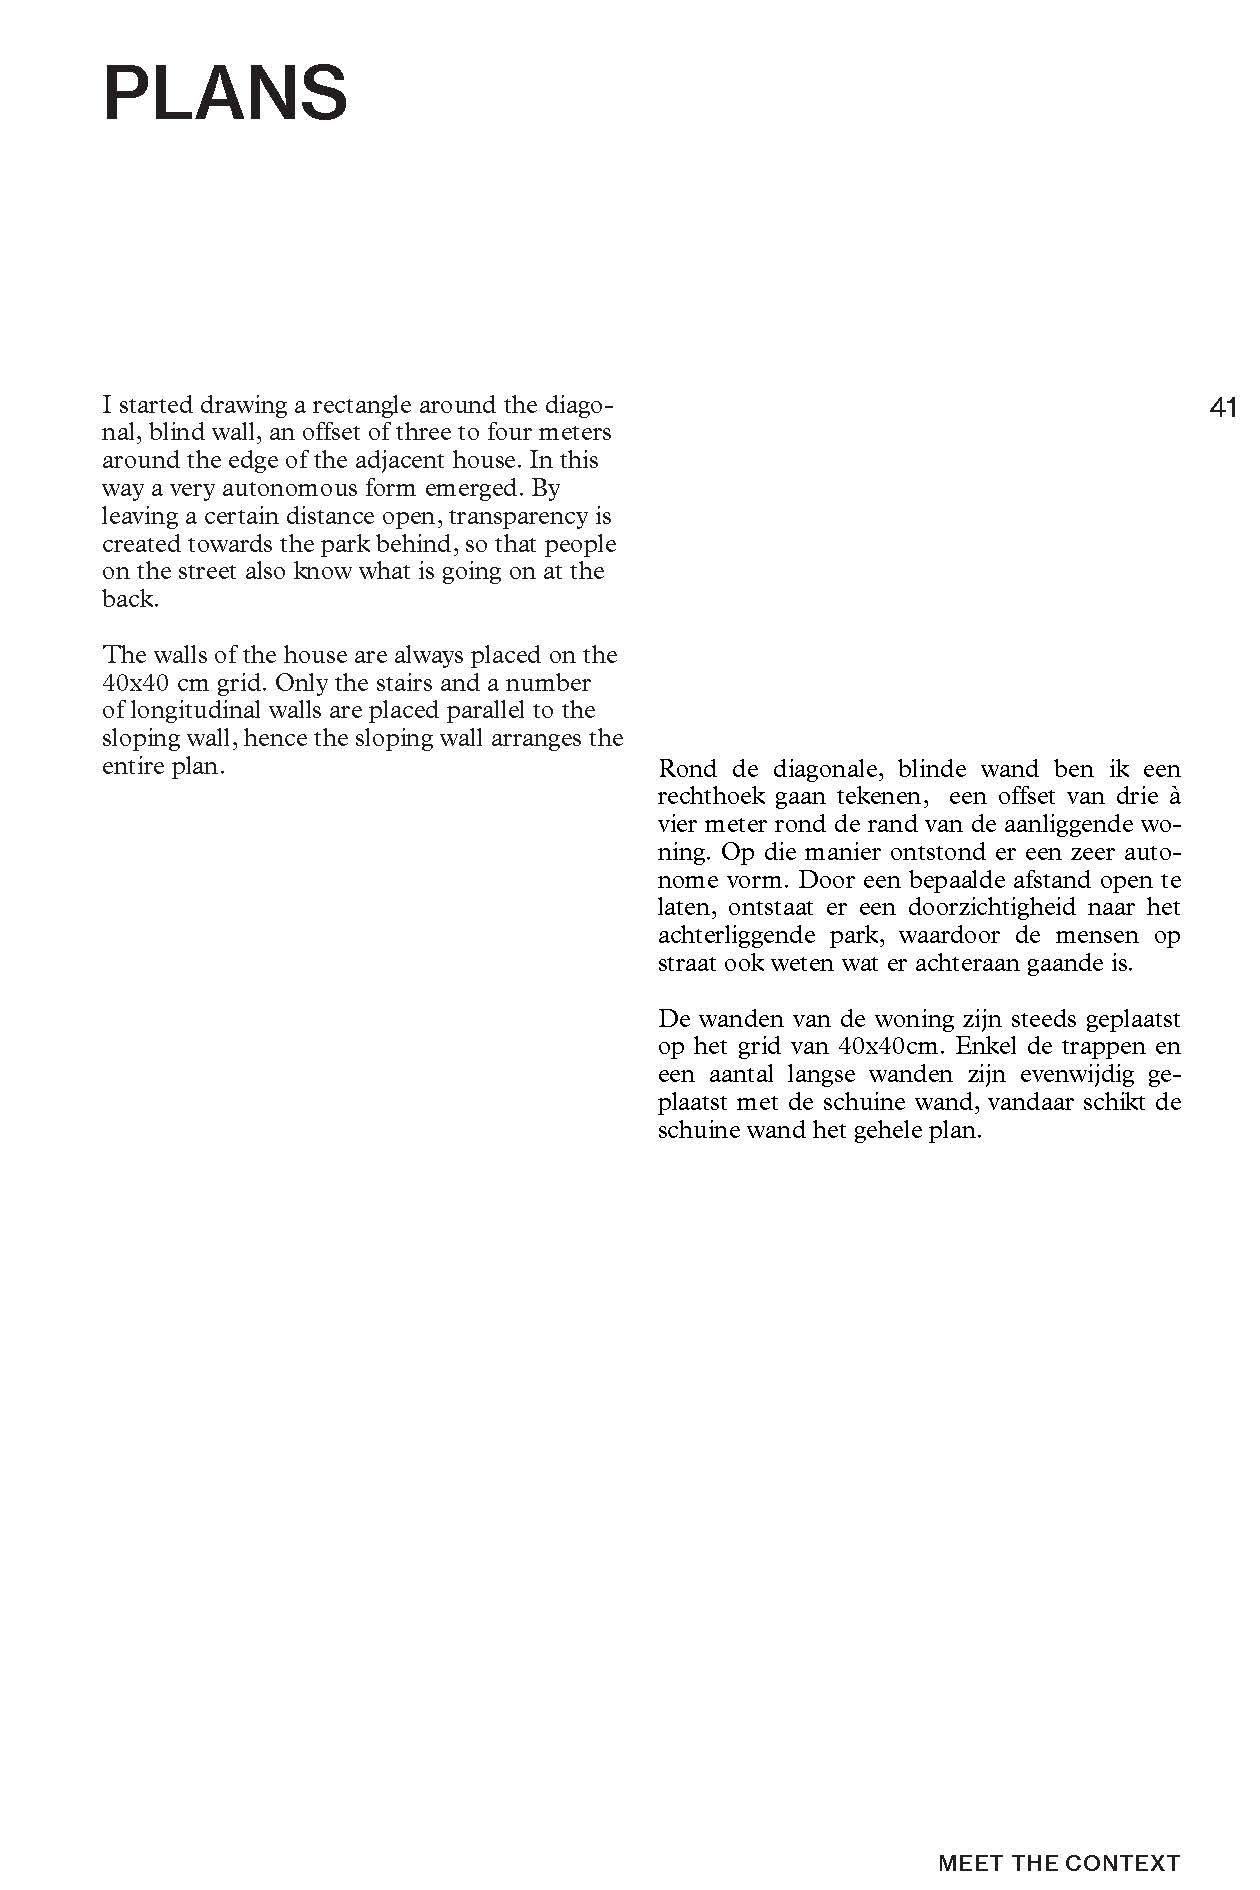 PLANS
I started drawing a rectangle around the diago-
nal, blind wall, an offset of three to four meters
around the edge of the adjacent house. In this
way a very autonomous form emerged. By
leaving a certain distance open, transparency is
created towards the park behind, so that people
on the street also know what is going on at the
back.
The walls of the house are always placed on the
40x40 cm grid. Only the stairs and a number
of longitudinal walls are placed parallel to the
sloping wall, hence the sloping wall arranges the
entire plan.
41
Rond de diagonale, blinde wand ben ik een
rechthoek gaan tekenen, een offset van drie à
vier meter rond de rand van de aanliggende wo-
ning. Op die manier ontstond er een zeer auto-
nome vorm. Door een bepaalde afstand open te
laten, ontstaat er een doorzichtigheid naar het
achterliggende park, waardoor de mensen op
straat ook weten wat er achteraan gaande is.
De wanden van de woning zijn steeds geplaatst
op het grid van 40x40cm. Enkel de trappen en
een aantal langse wanden zijn evenwijdig ge-
plaatst met de schuine wand, vandaar schikt de
schuine wand het gehele plan.
MEET THE CONTEXT